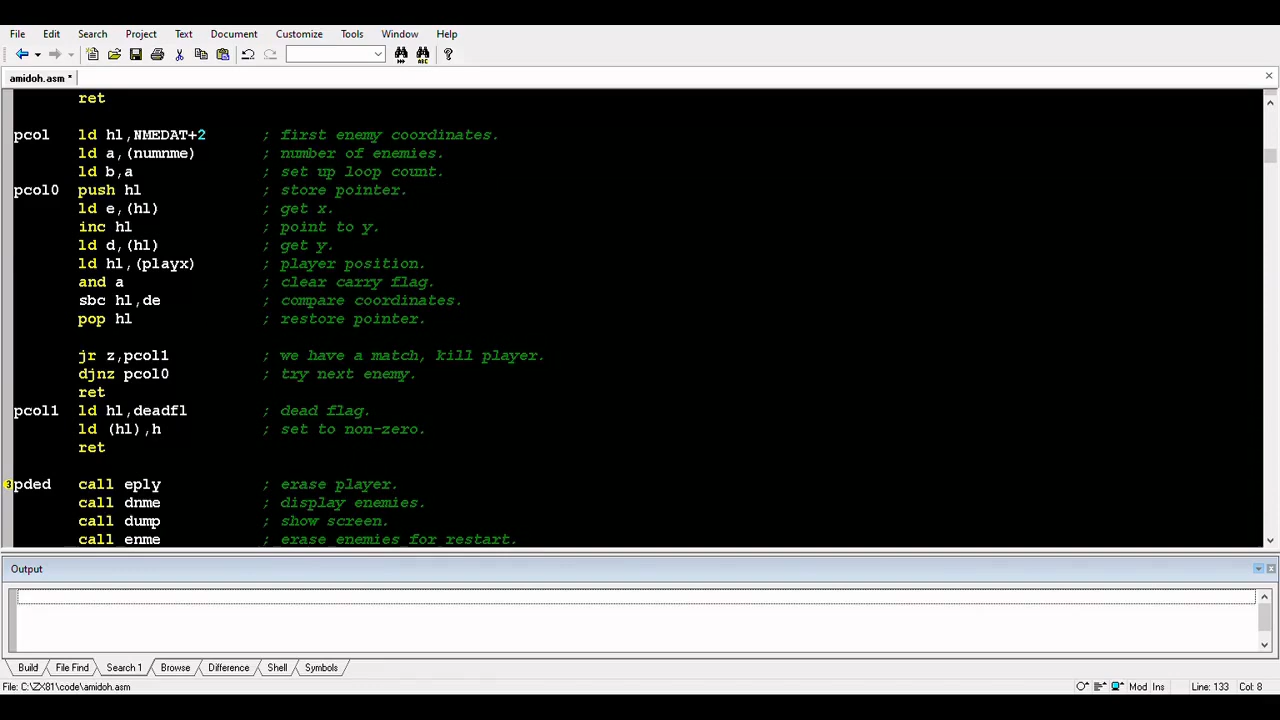 File Edit Search Project Text Document Customize Tools Window Help
amidoh.asm *
ret
pcol ld hl,NMEDAT+2 ; first enemy coordinates.
ld a,(numnme) ; number of enemies.
ld b,a ; set up loop count.
pcol0 push hl ; store pointer.
ld e,(hl) ; get x.
inc hl ; point to y.
ld d,(hl) ; get y.
ld hl,(playx) ; player position.
and a ; clear carry flag.
sbc hl,de ; compare coordinates.
pop hl ; restore pointer.
jr z,pcol1 ; we have a match, kill player.
djnz pcol0 ; try next enemy.
ret
pcol1 ld hl,deadfl ; dead flag.
ld (hl),h ; set to non-zero.
ret
3 pded call eply ; erase player.
call dnme ; display enemies.
call dump ; show screen.
call enme ; erase enemies for restart.
Output
Build File Find Search 1 Browse Difference Shell Symbols
File: C:\ZX81\code\amidoh.asm Mod Ins Line: 133 Col: 8